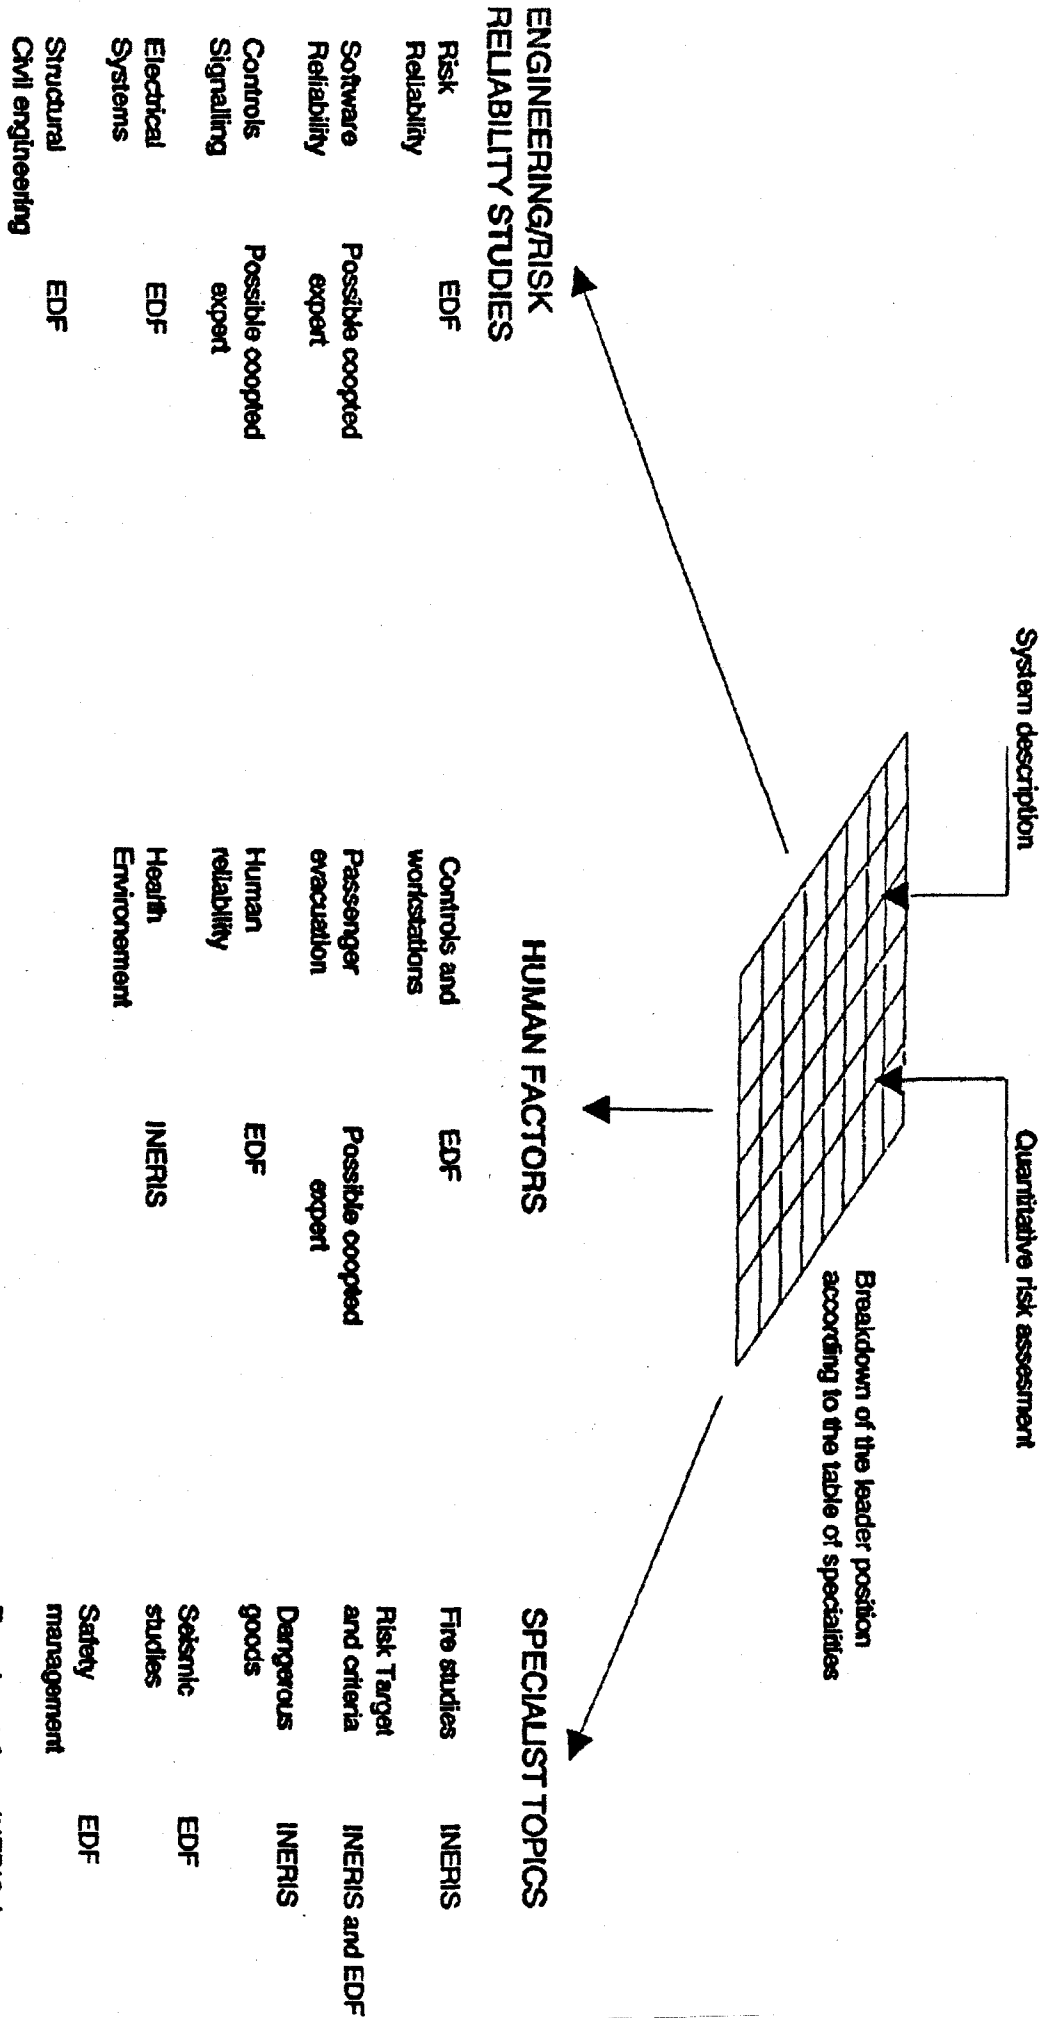 System description
Quantitative risk assesment
Breakdown of the leader position
according to the table of specialities
ENGINEERING/RISK
RELIABILITY STUDIES
Risk EDF
Reliability
Software Possible coopted
Reliability expert
Controls Possible coopted
Signalling expert
Electrical EDF
Systems
Structural EDF
Civil engineering
HUMAN FACTORS
Controls and EDF
workstations
Passenger Possible coopted
evacuation expert
Human EDF
reliability
Health INERIS
Environement
SPECIALIST TOPICS
Fire studies INERIS
Risk Target
and criteria INERIS and EDF
Dangerous INERIS
goods
Seismic EDF
studies
Safety EDF
management